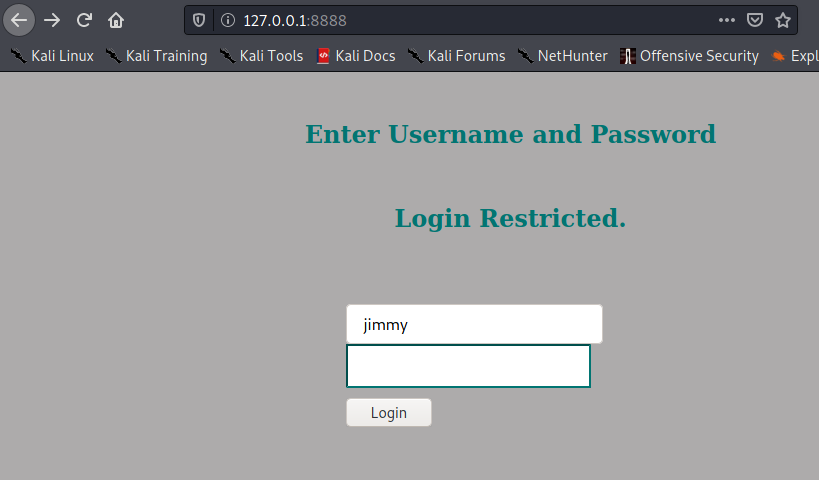 127.0.0.1:8888
Kali Linux Kali Training Kali Tools Kali Docs Kali Forums NetHunter Offensive Security Expl
Enter Username and Password
Login Restricted.
jimmy
Login